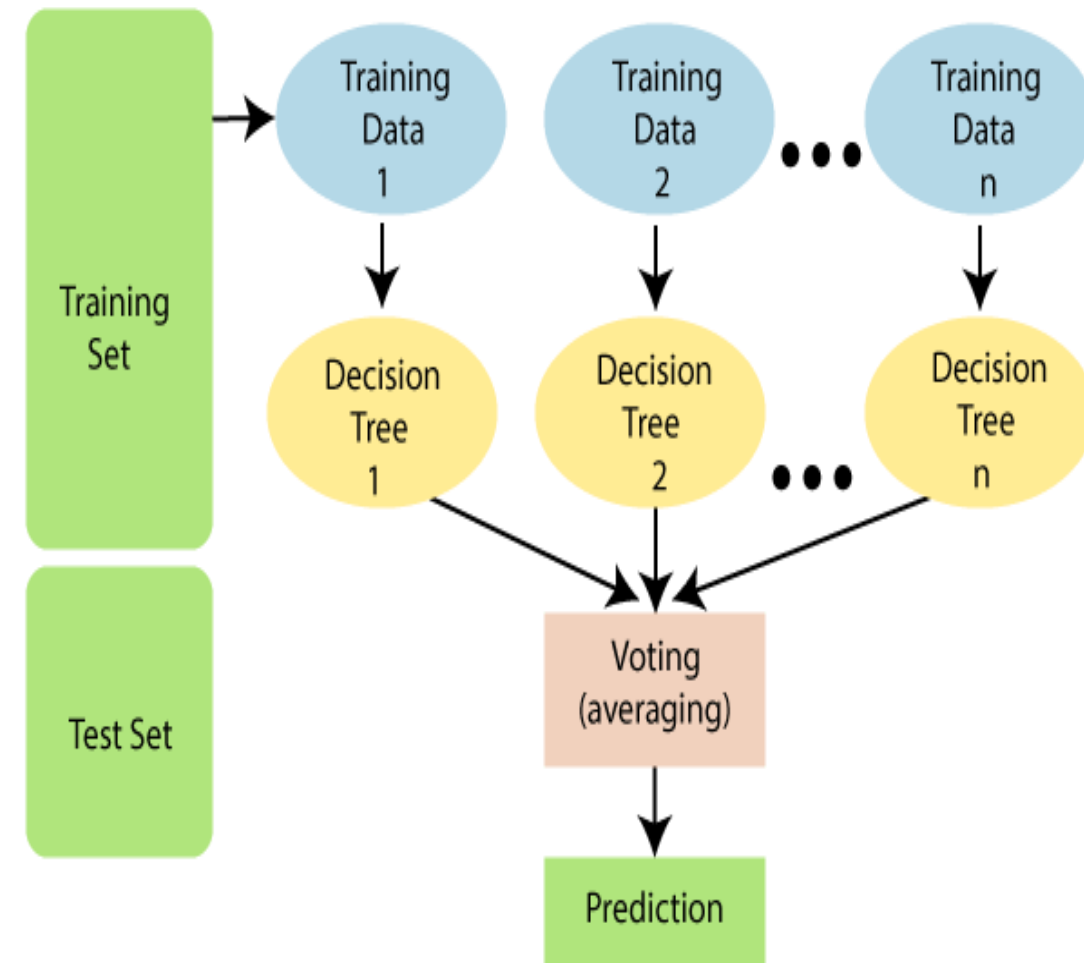 Training
Set
Test Set
Training
Data
1
Training
Data
2
Training
Data
n
Decision
Tree
1
Decision
Tree
2
Decision
Tree
n
Voting
(averaging)
Prediction